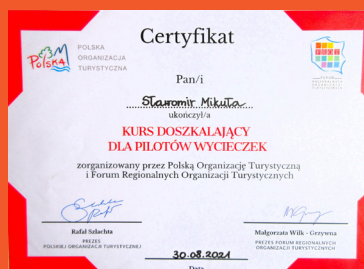 Certyfikat
POLSKA
ORGANIZACJA
TURYSTYCZNA
Polska
Pan/i
Sławomir Mikuła
ukończył/a
KURS DOSZKALAJĄCY
DLA PILOTÓW WYCIECZEK
zorganizowany przez Polską Organizację Turystyczną
i Forum Regionalnych Organizacji Turystycznych
Rafał Szlachta
PREZES
POLSKIEJ ORGANIZACJI TURYSTYCZNEJ
Małgorzata Wilk - Grzywna
PREZES FORUM REGIONALNYCH
ORGANIZACJI TURYSTYCZNYCH
30.08.2021
Data